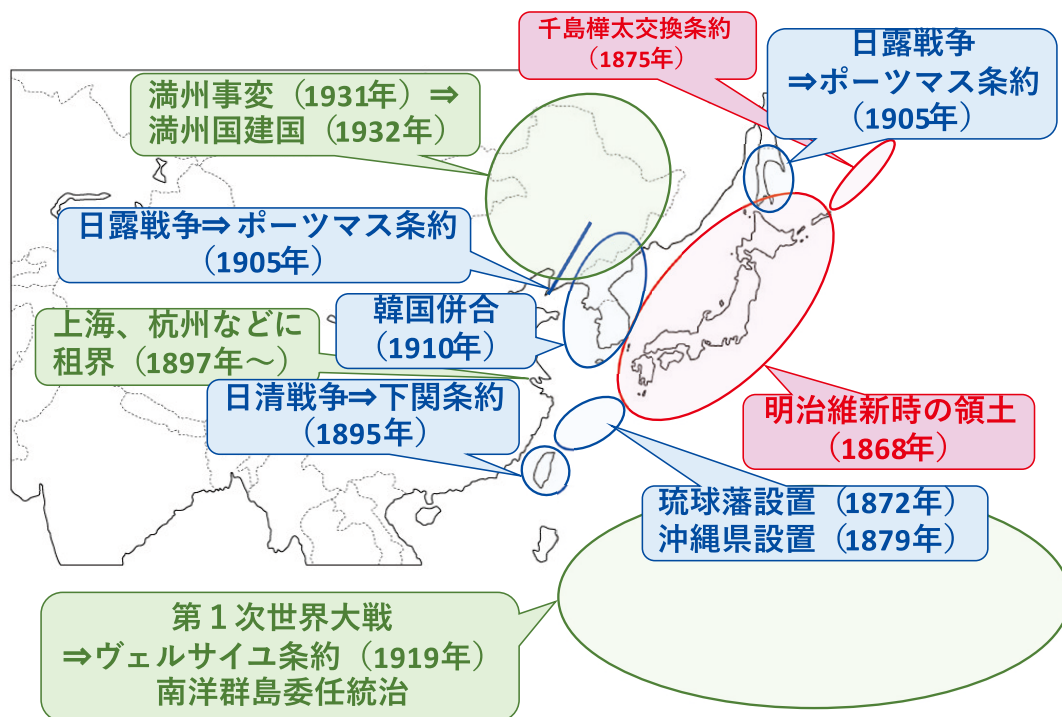 千島樺太交換条約
(1875年)
日露戦争
⇒ポーツマス条約
(1905年)
満州事変(1931年)⇒
満州国建国(1932年)
日露戦争⇒ポーツマス条約
(1905年)
韓国併合
(1910年)
上海、杭州などに
租界(1897年～)
日清戦争⇒下関条約
(1895年)
明治維新時の領土
(1868年)
琉球藩設置(1872年)
沖縄県設置(1879年)
第１次世界大戦
⇒ヴェルサイユ条約(1919年)
南洋群島委任統治